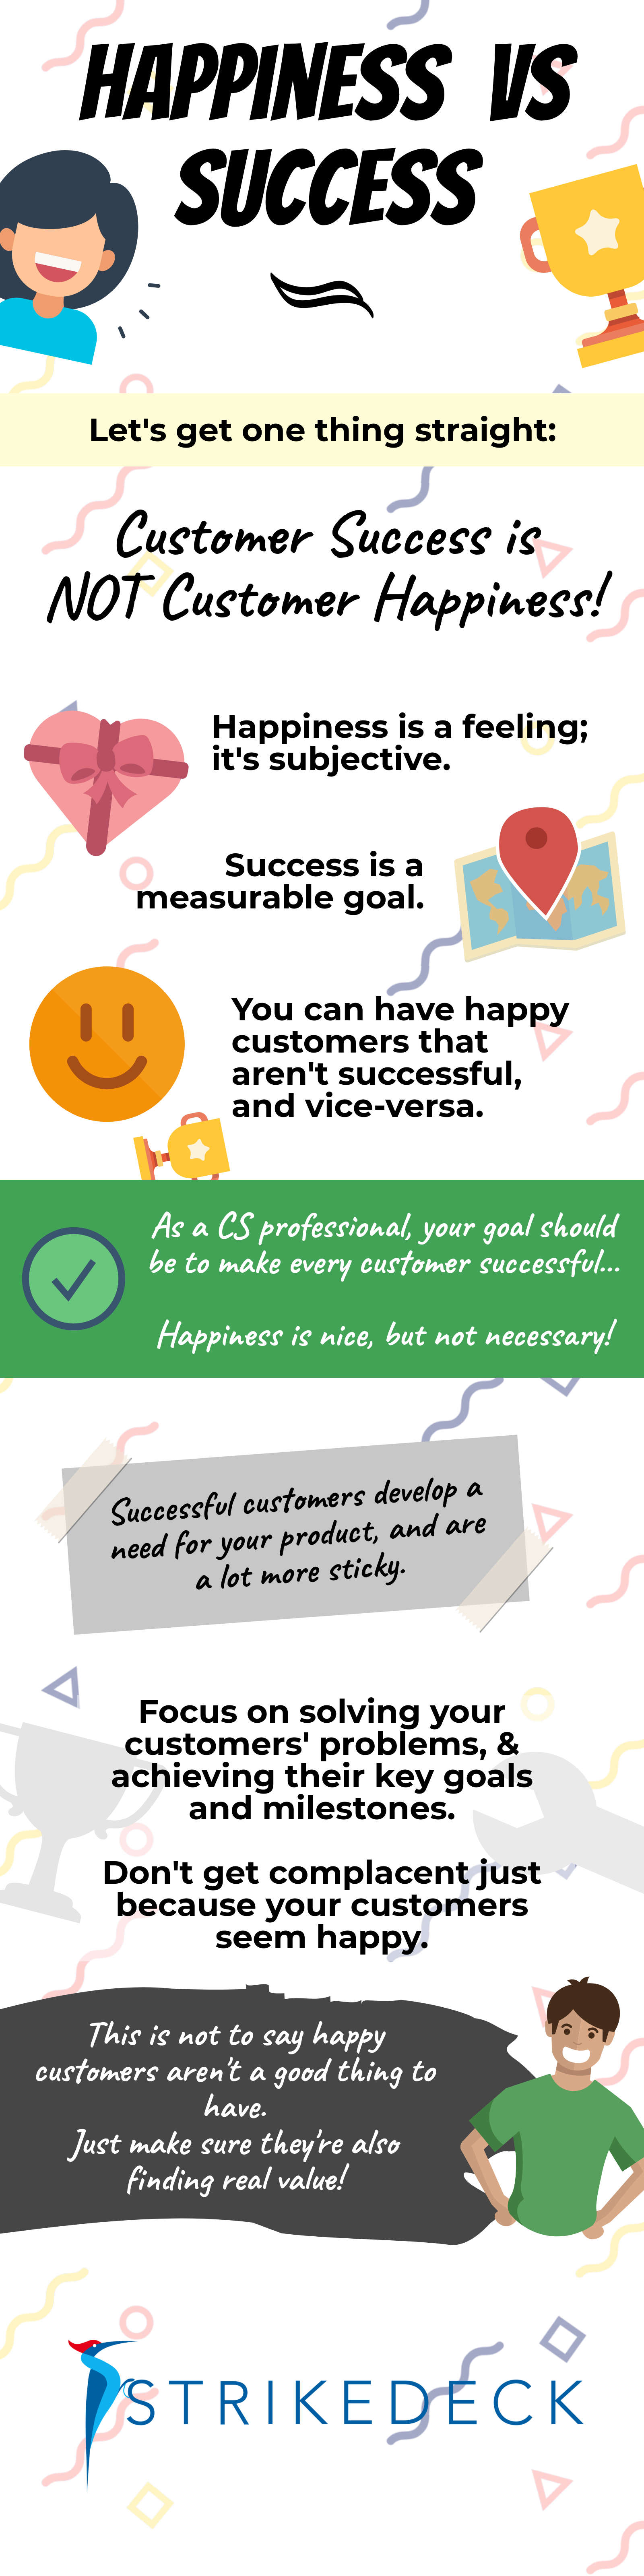 HAPPINESS VS
SUCCESS
Let's get one thing straight:
Customer Success is
NOT Customer Happiness!
Happiness is a feeling;
it's subjective.
Success is a
measurable goal.
You can have happy
customers that
aren't successful,
and vice-versa.
As a CS professional, your goal should
be to make every customer successful...
Happiness is nice, but not necessary!
Successful customers develop a
need for your product, and are
a lot more sticky.
Focus on solving your
customers' problems, &
achieving their key goals
and milestones.
Don't get complacent just
because your customers
seem happy.
This is not to say happy
customers aren't a good thing to
have.
Just make sure they're also
finding real value!
STRIKEDECK